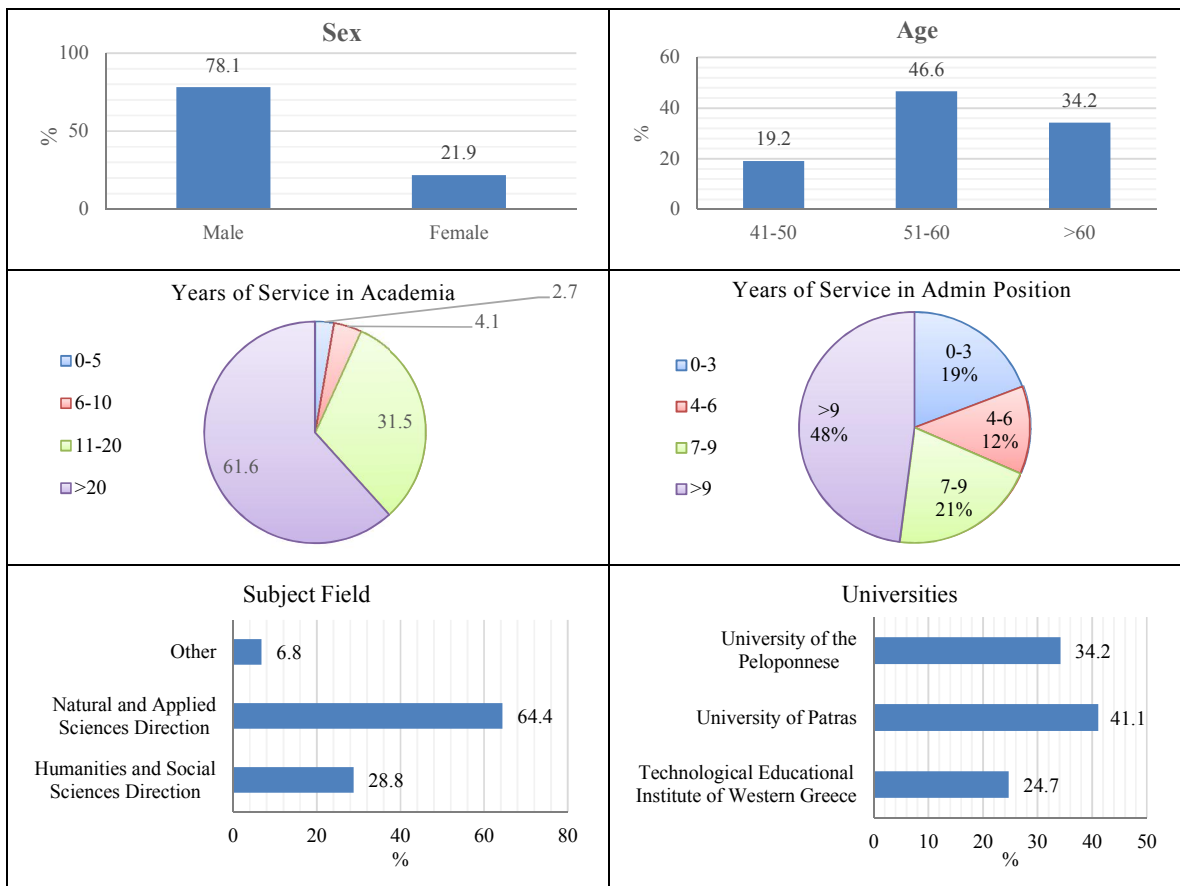 Sex
100
50
0
%
78.1
21.9
Male
Female
Age
60
40
20
0
%
19.2
46.6
34.2
41-50
51-60
>60
Years of Service in Academia
0-5
6-10
11-20
>20
2.7
4.1
31.5
61.6
Years of Service in Admin Position
0-3
4-6
7-9
>9
0-3
19%
4-6
12%
7-9
21%
>9
48%
Subject Field
Other
6.8
Natural and Applied
Sciences Direction
64.4
Humanities and Social
Sciences Direction
28.8
0 20 40 60 80
%
Universities
University of the
Peloponnese
34.2
University of Patras
41.1
Technological Educational
Institute of Western Greece
24.7
0 10 20 30 40 50
%